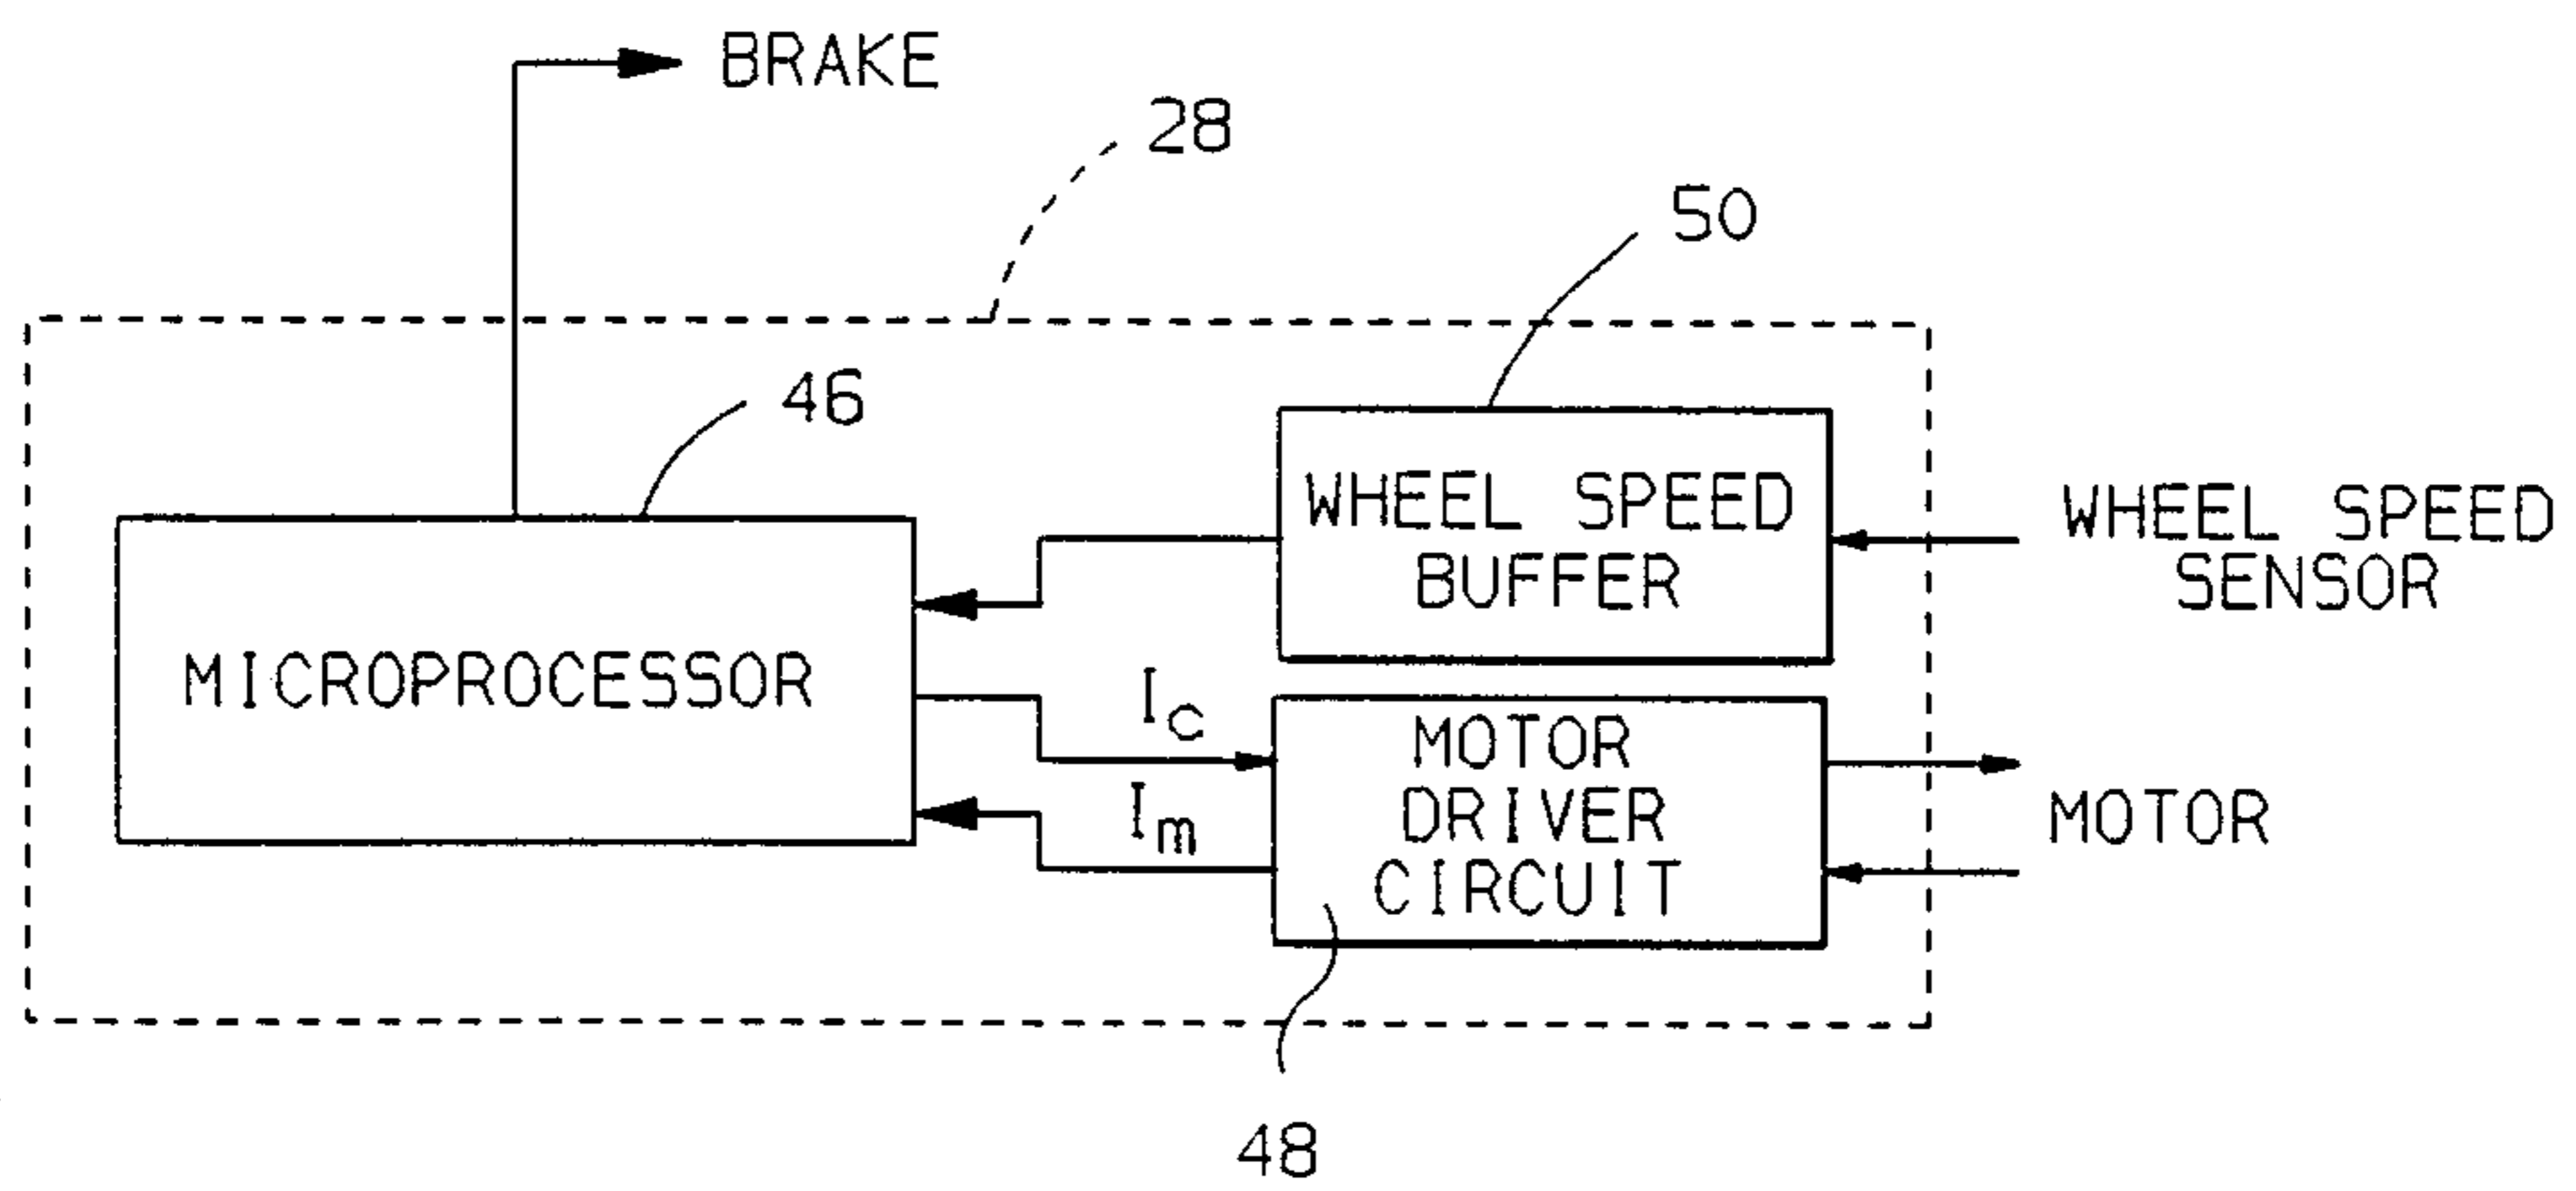 BRAKE
28
50
46
WHEEL SPEED
BUFFER
WHEEL SPEED
SENSOR
MICROPROCESSOR
Ic
Im
MOTOR
DRIVER
CIRCUIT
MOTOR
48